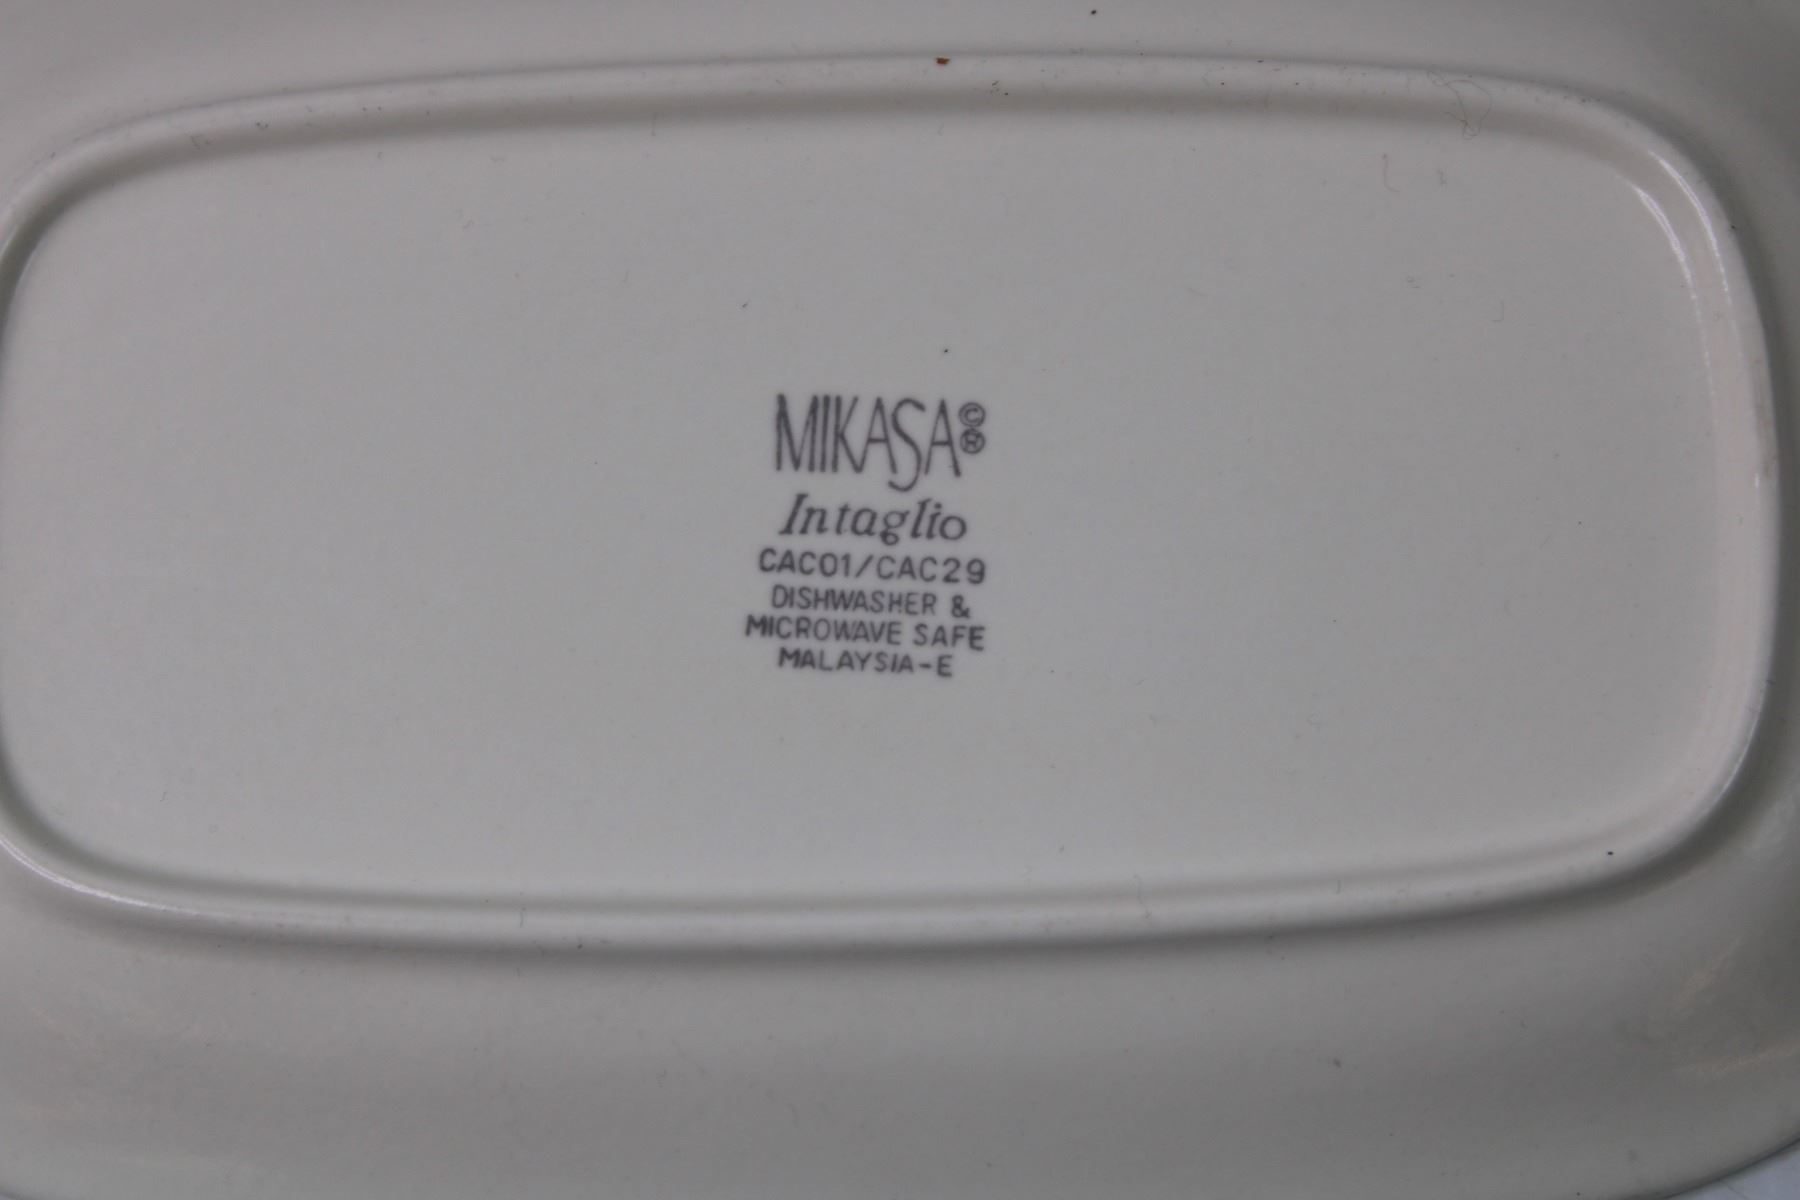 MIKASA©®
Intaglio
CAC01/CAC29
DISHWASHER &
MICROWAVE SAFE
MALAYSIA-E